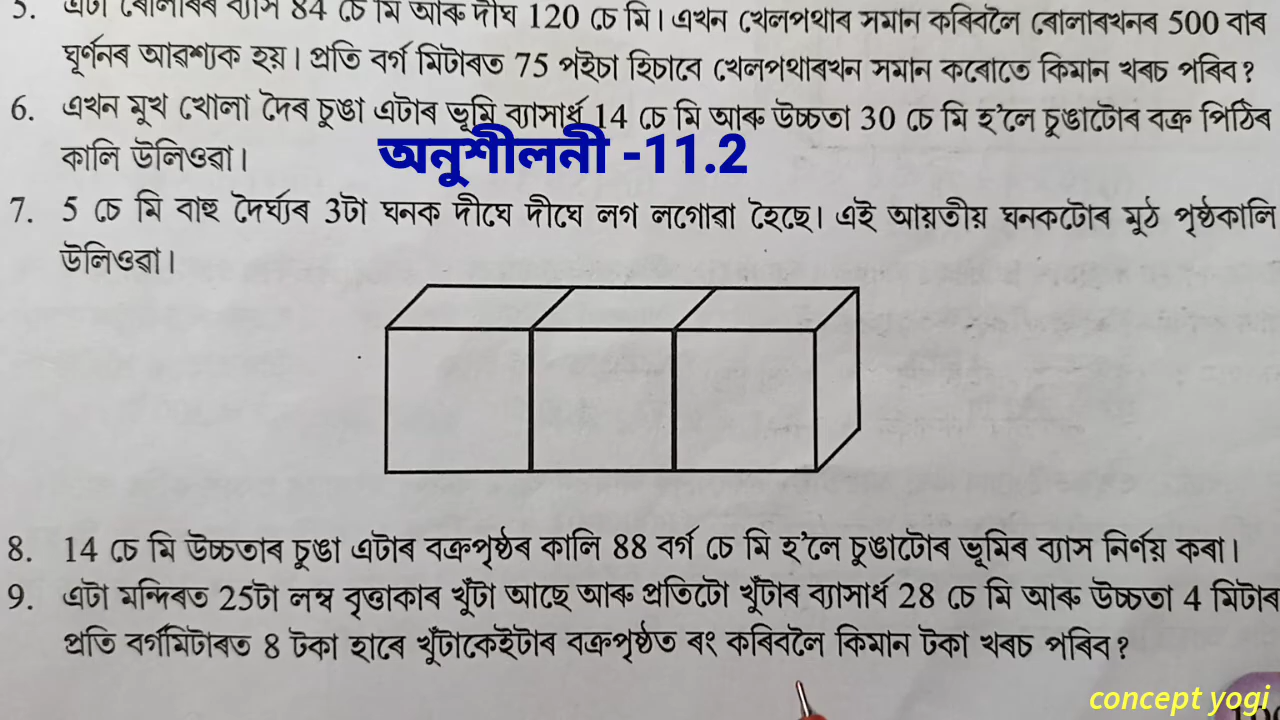 5. এটা ৰোলাৰৰ ব্যাস 84 চে মি আৰু দীঘ 120 চে মি। এখন খেলপথাৰ সমান কৰিবলৈ ৰোলাৰখনৰ 500 বাৰ
ঘূৰ্ণনৰ আৱশ্যক হয়। প্ৰতি বৰ্গ মিটাৰত 75 পইচা হিচাবে খেলপথাৰখন সমান কৰোতে কিমান খৰচ পৰিব?
6. এখন মুখ খোলা দৈৰ চুঙা এটাৰ ভূমি ব্যাসাৰ্ধ 14 চে মি আৰু উচ্চতা 30 চে মি হ'লে চুঙাটোৰ বক্ৰ পিঠিৰ
কালি উলিওৱা।
অনুশীলনী -11.2
7. 5 চে মি বাহু দৈৰ্ঘ্যৰ 3টা ঘনক দীঘে দীঘে লগ লগোৱা হৈছে। এই আয়তীয় ঘনকটোৰ মুঠ পৃষ্ঠকালি
উলিওৱা।
8. 14 চে মি উচ্চতাৰ চুঙা এটাৰ বক্ৰপৃষ্ঠৰ কালি 88 বৰ্গ চে মি হ'লে চুঙাটোৰ ভূমিৰ ব্যাস নিৰ্ণয় কৰা।
9. এটা মন্দিৰত 25টা লম্ব বৃত্তাকাৰ খুঁটা আছে আৰু প্ৰতিটো খুঁটাৰ ব্যাসাৰ্ধ 28 চে মি আৰু উচ্চতা 4 মিটাৰ
প্ৰতি বৰ্গমিটাৰত 8 টকা হাৰে খুঁটাকেইটাৰ বক্ৰপৃষ্ঠত ৰং কৰিবলৈ কিমান টকা খৰচ পৰিব?
concept yogi